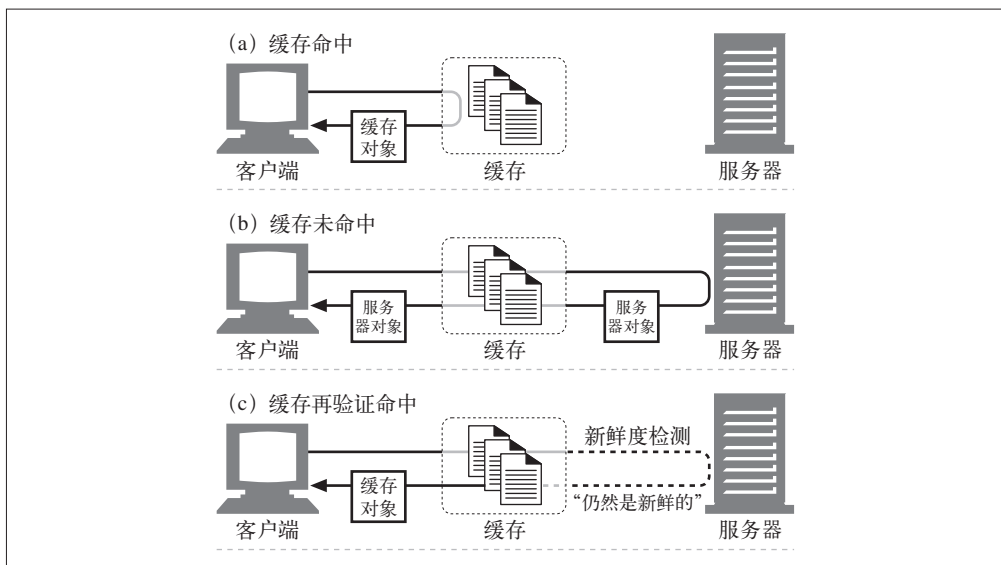 (a) 缓存命中
缓存
对象
客户端
缓存
服务器
(b) 缓存未命中
服务
器对象
服务
器对象
客户端
缓存
服务器
(c) 缓存再验证命中
新鲜度检测
缓存
对象
“仍然是新鲜的”
客户端
缓存
服务器